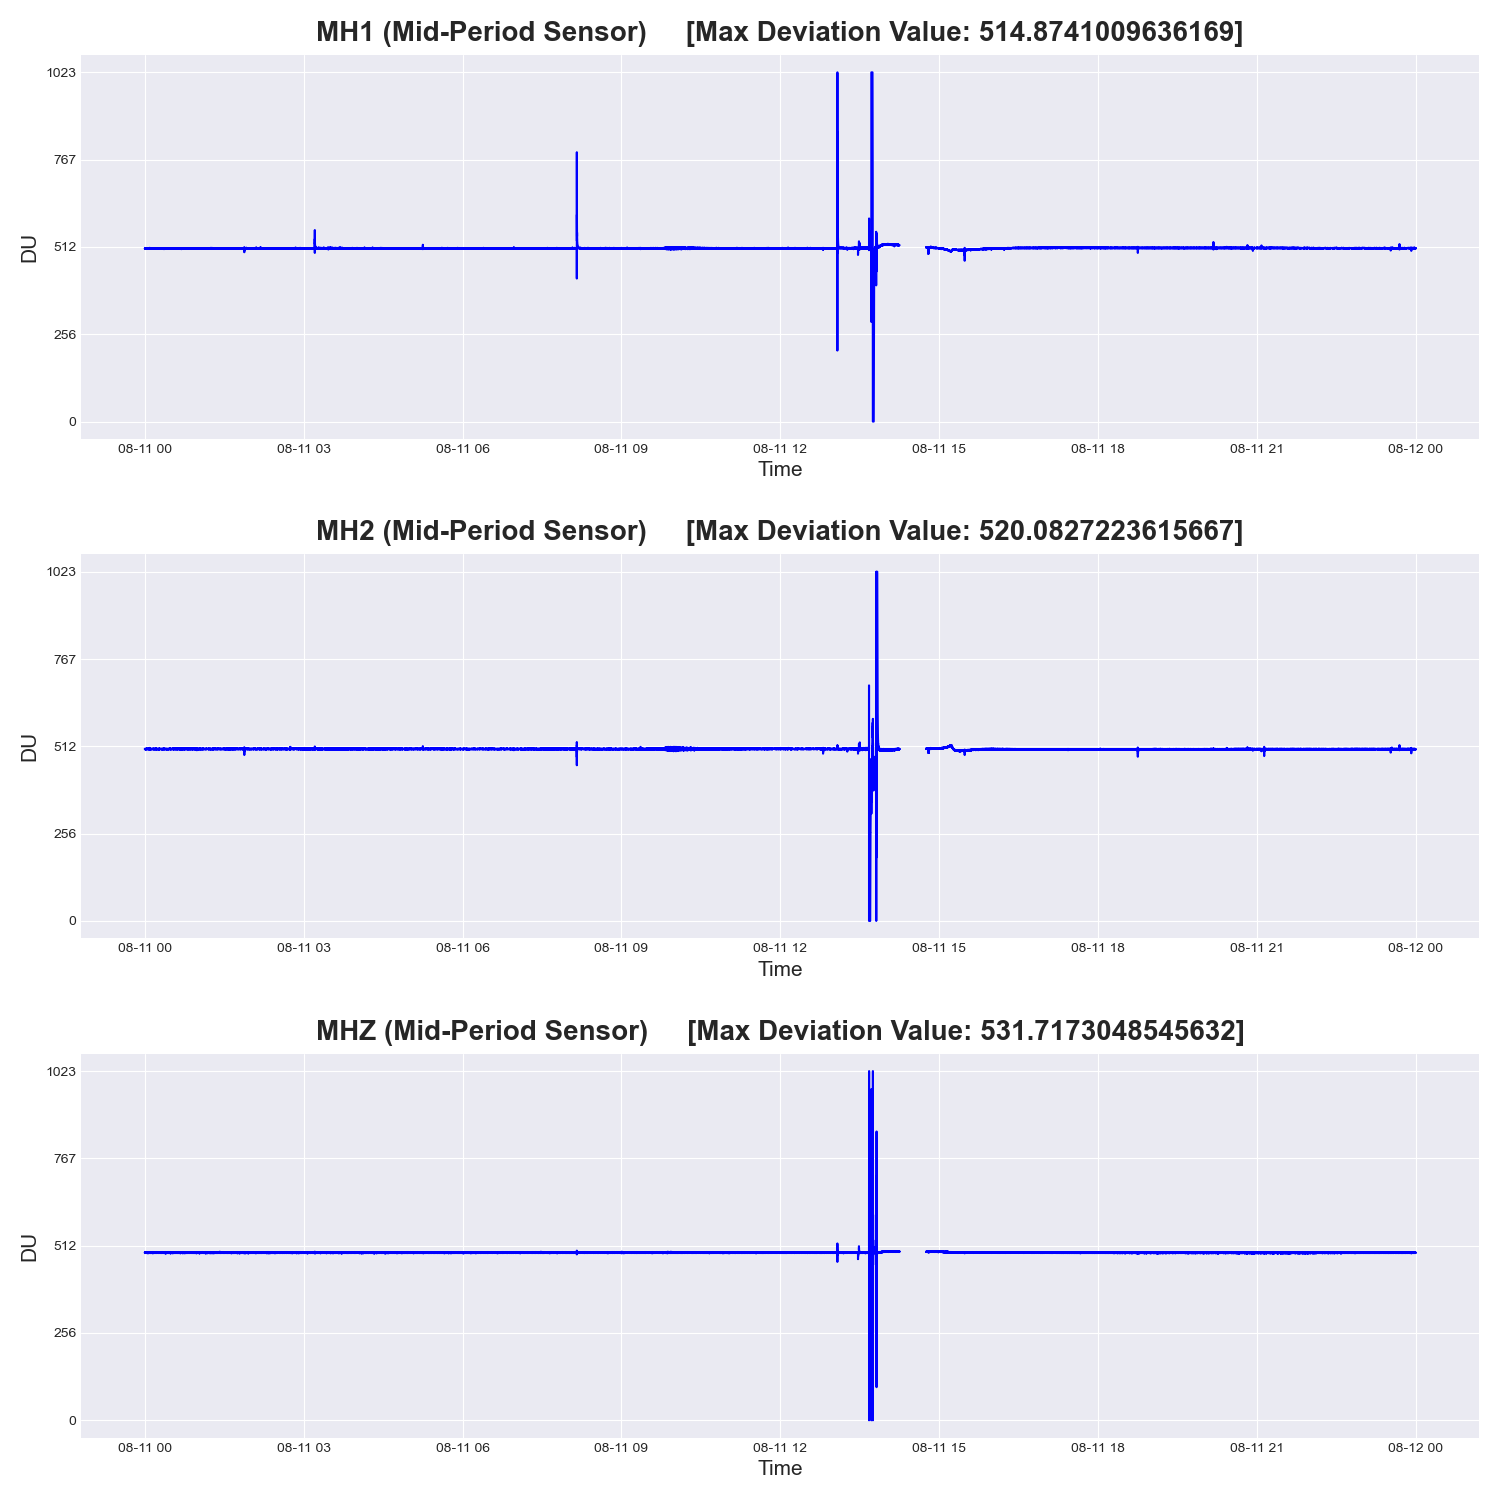 MH1 (Mid-Period Sensor) [Max Deviation Value: 514.8741009636169]
1023
767
512
256
0
DU
08-11 00 08-11 03 08-11 06 08-11 09 08-11 12 08-11 15 08-11 18 08-11 21 08-12 00
Time
MH2 (Mid-Period Sensor) [Max Deviation Value: 520.0827223615667]
1023
767
512
256
0
DU
08-11 00 08-11 03 08-11 06 08-11 09 08-11 12 08-11 15 08-11 18 08-11 21 08-12 00
Time
MHZ (Mid-Period Sensor) [Max Deviation Value: 531.7173048545632]
1023
767
512
256
0
DU
08-11 00 08-11 03 08-11 06 08-11 09 08-11 12 08-11 15 08-11 18 08-11 21 08-12 00
Time